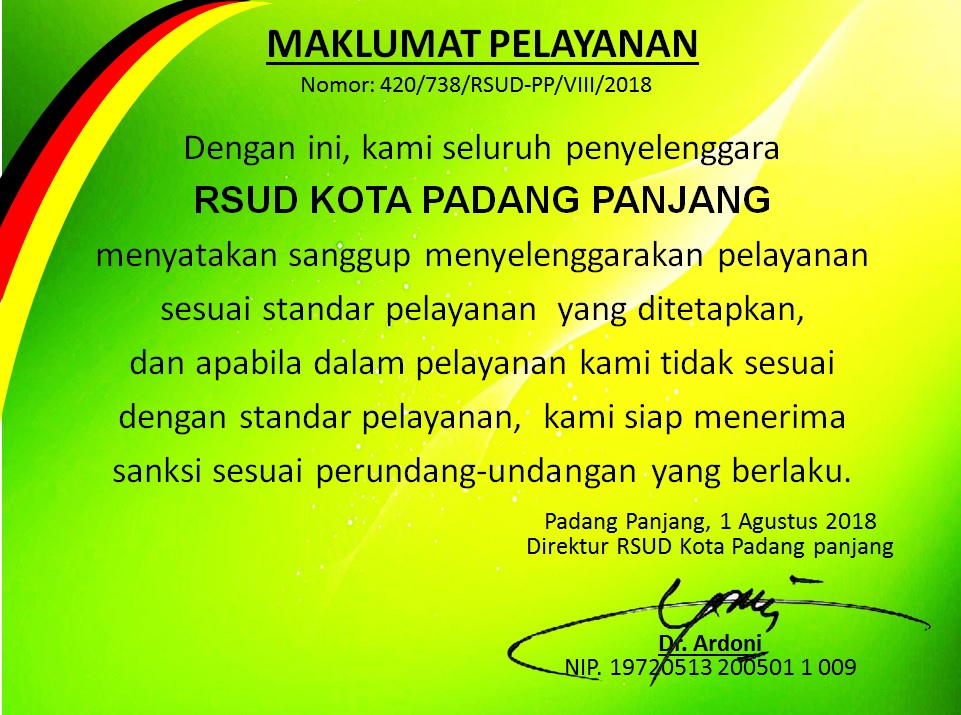 MAKLUMAT PELAYANAN
Nomor: 420/738/RSUD-PP/VIII/2018
Dengan ini, kami seluruh penyelenggara
RSUD KOTA PADANG PANJANG
menyatakan sanggup menyelenggarakan pelayanan
sesuai standar pelayanan yang ditetapkan,
dan apabila dalam pelayanan kami tidak sesuai
dengan standar pelayanan, kami siap menerima
sanksi sesuai perundang-undangan yang berlaku.
Padang Panjang, 1 Agustus 2018
Direktur RSUD Kota Padang panjang
Dr. Ardoni
NIP. 19720513 200501 1 009